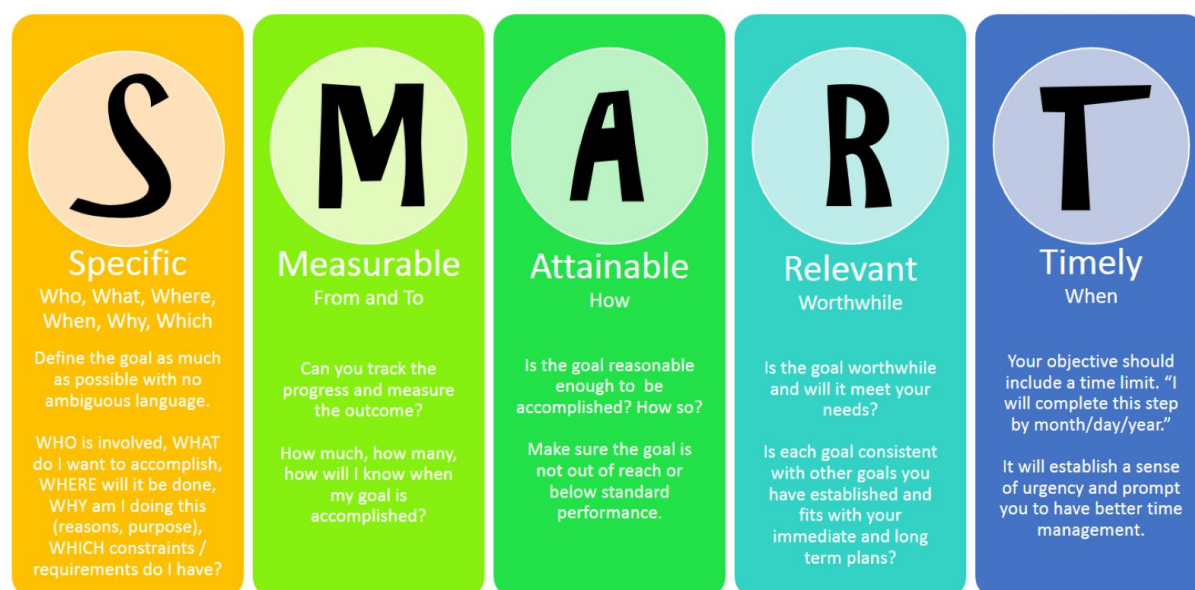 S
Specific
Who, What, Where,
When, Why, Which
Define the goal as much
as possible with no
ambiguous language.
WHO is involved, WHAT
do I want to accomplish,
WHERE will it be done,
WHY am I doing this
(reasons, purpose),
WHICH constraints /
requirements do I have?
M
Measurable
From and To
Can you track the
progress and measure
the outcome?
How much, how many,
how will I know when
my goal is
accomplished?
A
Attainable
How
Is the goal reasonable
enough to be
accomplished? How so?
Make sure the goal is
not out of reach or
below standard
performance.
R
Relevant
Worthwhile
Is the goal worthwhile
and will it meet your
needs?
Is each goal consistent
with other goals you
have established and
fits with your
immediate and long
term plans?
T
Timely
When
Your objective should
include a time limit. “I
will complete this step
by month/day/year.”
It will establish a sense
of urgency and prompt
you to have better time
management.